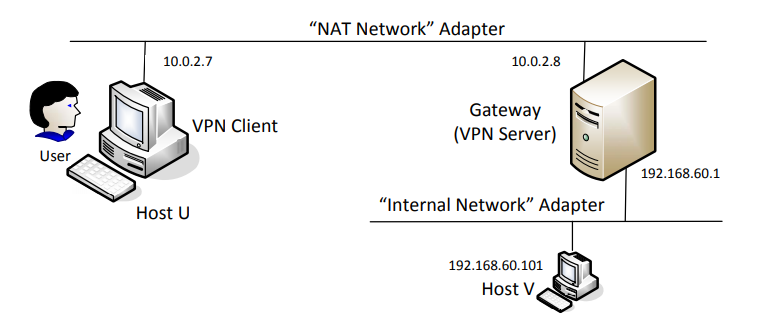 “NAT Network” Adapter
10.0.2.7
10.0.2.8
VPN Client
Gateway
(VPN Server)
User
192.168.60.1
Host U
“Internal Network” Adapter
192.168.60.101
Host V